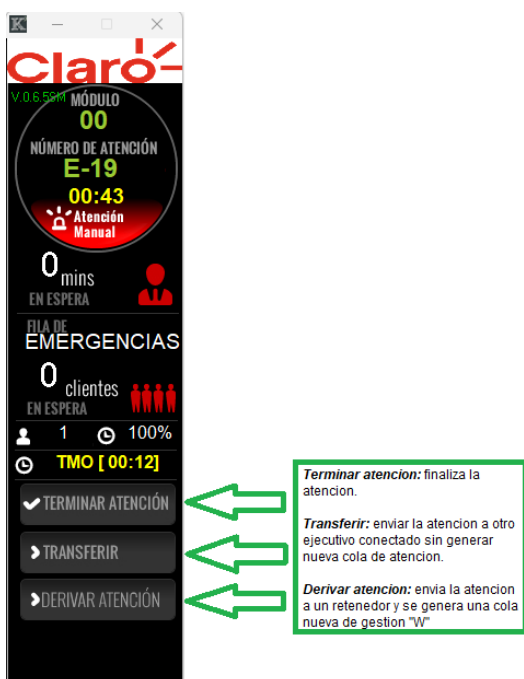 K
Claro
V.0.6.5SM MÓDULO
00
NÚMERO DE ATENCIÓN
E-19
00:43
Atención
Manual
0 mins
EN ESPERA
FILA DE
EMERGENCIAS
0 clientes
EN ESPERA
1 100%
TMO [ 00:12]
TERMINAR ATENCIÓN
TRANSFERIR
DERIVAR ATENCIÓN
Terminar atencion: finaliza la
atencion.
Transferir: enviar la atencion a otro
ejecutivo conectado sin generar
nueva cola de atencion.
Derivar atencion: envia la atencion
a un retenedor y se genera una cola
nueva de gestion "W"